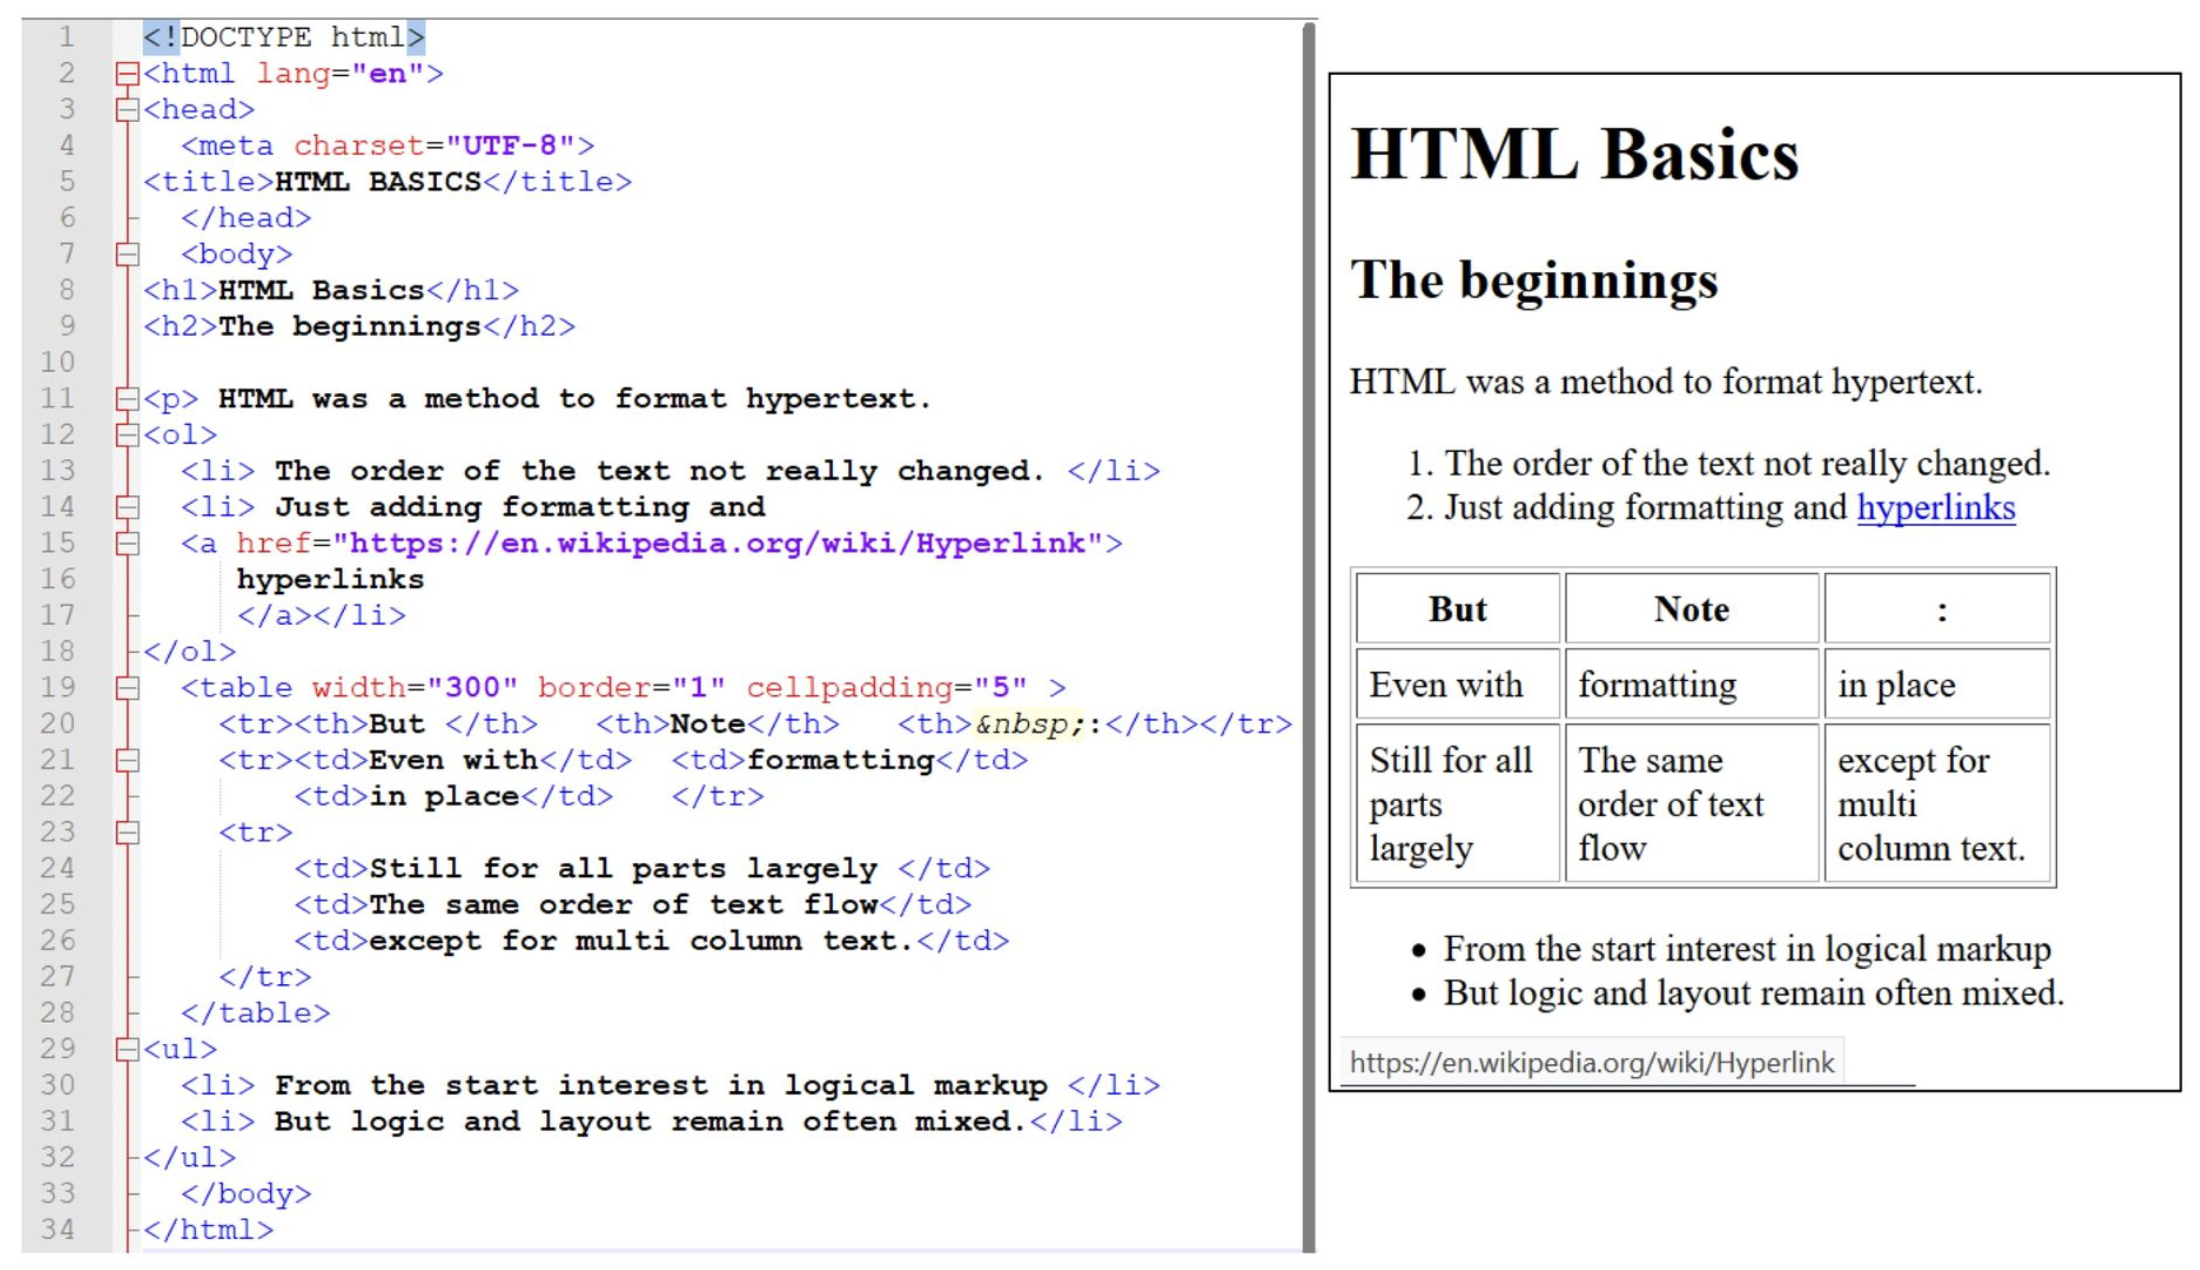 1 <!DOCTYPE html>
2 <html lang="en">
3 <head>
4 <meta charset="UTF-8">
5 <title>HTML BASICS</title>
6 </head>
7 <body>
8 <h1>HTML Basics</h1>
9 <h2>The beginnings</h2>
10
11 <p> HTML was a method to format hypertext.
12 <ol>
13 <li> The order of the text not really changed. </li>
14 <li> Just adding formatting and
15 <a href="https://en.wikipedia.org/wiki/Hyperlink">
16 hyperlinks
17 </a></li>
18 </ol>
19 <table width="300" border="1" cellpadding="5" >
20 <tr><th>But </th> <th>Note</th> <th>&nbsp;:</th></tr>
21 <tr><td>Even with</td> <td>formatting</td>
22 <td>in place</td> </tr>
23 <tr>
24 <td>Still for all parts largely </td>
25 <td>The same order of text flow</td>
26 <td>except for multi column text.</td>
27 </tr>
28 </table>
29 <ul>
30 <li> From the start interest in logical markup </li>
31 <li> But logic and layout remain often mixed.</li>
32 </ul>
33 </body>
34 </html>
HTML Basics
The beginnings
HTML was a method to format hypertext.
1. The order of the text not really changed.
2. Just adding formatting and hyperlinks
But Note :
Even with formatting in place
Still for all parts largely
The same order of text flow
except for multi column text.
• From the start interest in logical markup
• But logic and layout remain often mixed.
https://en.wikipedia.org/wiki/Hyperlink